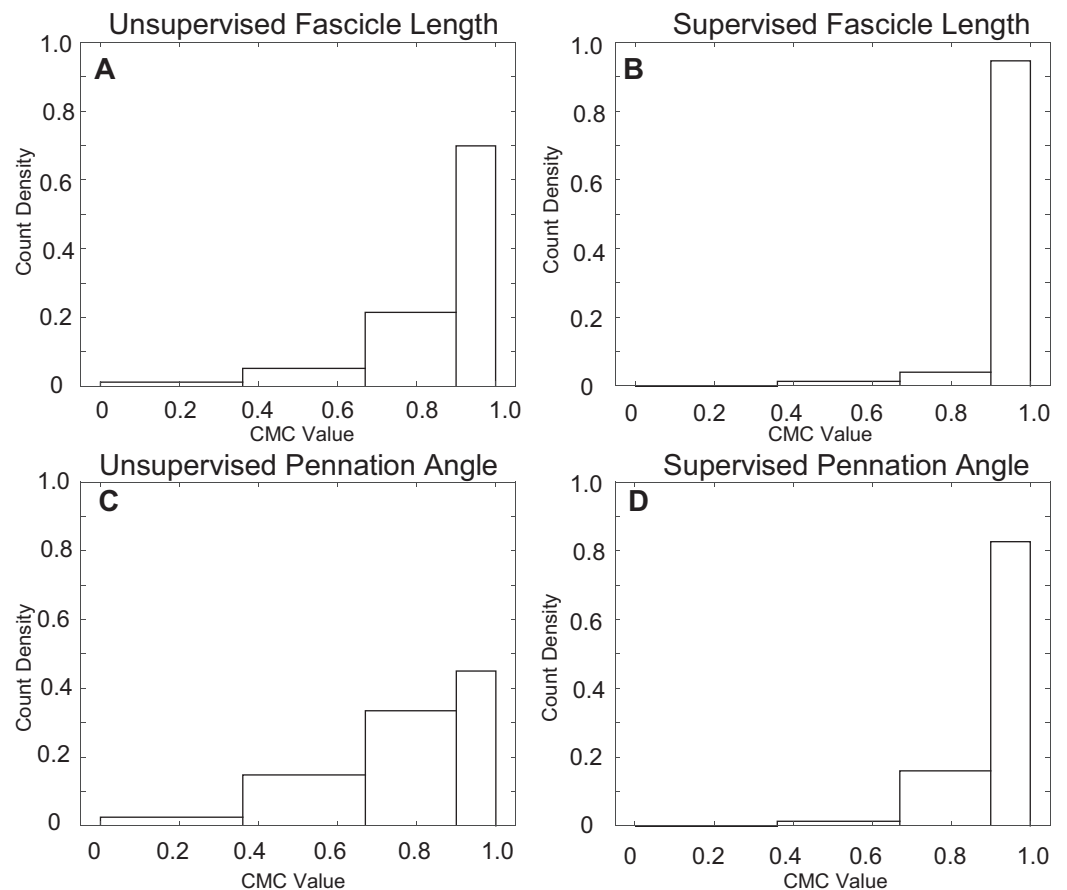 Unsupervised Fascicle Length
A
1.0
0.8
0.6
0.4
0.2
0
Count Density
0 0.2 0.4 0.6 0.8 1.0
CMC Value
Supervised Fascicle Length
B
1.0
0.8
0.6
0.4
0.2
0
Count Density
0 0.2 0.4 0.6 0.8 1.0
CMC Value
Unsupervised Pennation Angle
C
1.0
0.8
0.6
0.4
0.2
0
Count Density
0 0.2 0.4 0.6 0.8 1.0
CMC Value
Supervised Pennation Angle
D
1.0
0.8
0.6
0.4
0.2
0
Count Density
0 0.2 0.4 0.6 0.8 1.0
CMC Value